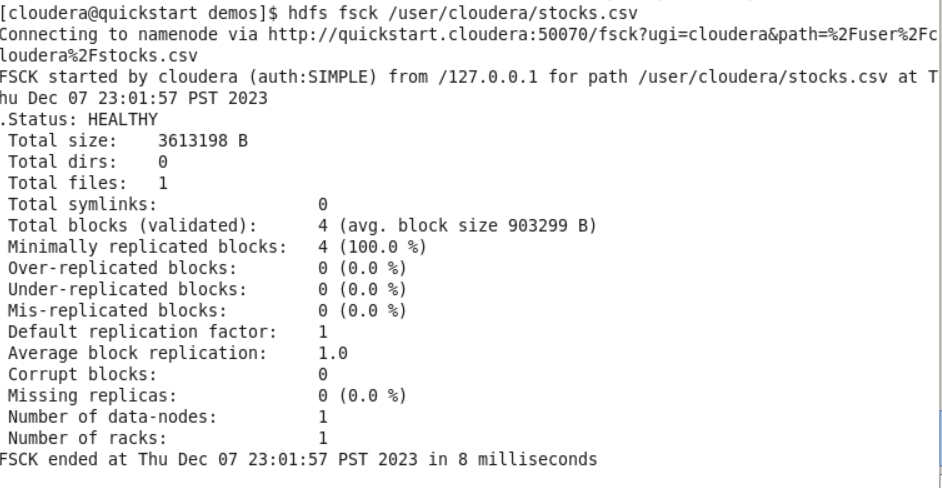 [cloudera@quickstart demos]$ hdfs fsck /user/cloudera/stocks.csv
Connecting to namenode via http://quickstart.cloudera:50070/fsck?ugi=cloudera&path=%2Fuser%2Fc
loudera%2Fstocks.csv
FSCK started by cloudera (auth:SIMPLE) from /127.0.0.1 for path /user/cloudera/stocks.csv at T
hu Dec 07 23:01:57 PST 2023
.Status: HEALTHY
 Total size:    3613198 B
 Total dirs:    0
 Total files:   1
 Total symlinks:                0
 Total blocks (validated):      4 (avg. block size 903299 B)
 Minimally replicated blocks:   4 (100.0 %)
 Over-replicated blocks:        0 (0.0 %)
 Under-replicated blocks:       0 (0.0 %)
 Mis-replicated blocks:         0 (0.0 %)
 Default replication factor:    1
 Average block replication:     1.0
 Corrupt blocks:                0
 Missing replicas:              0 (0.0 %)
 Number of data-nodes:          1
 Number of racks:               1
FSCK ended at Thu Dec 07 23:01:57 PST 2023 in 8 milliseconds